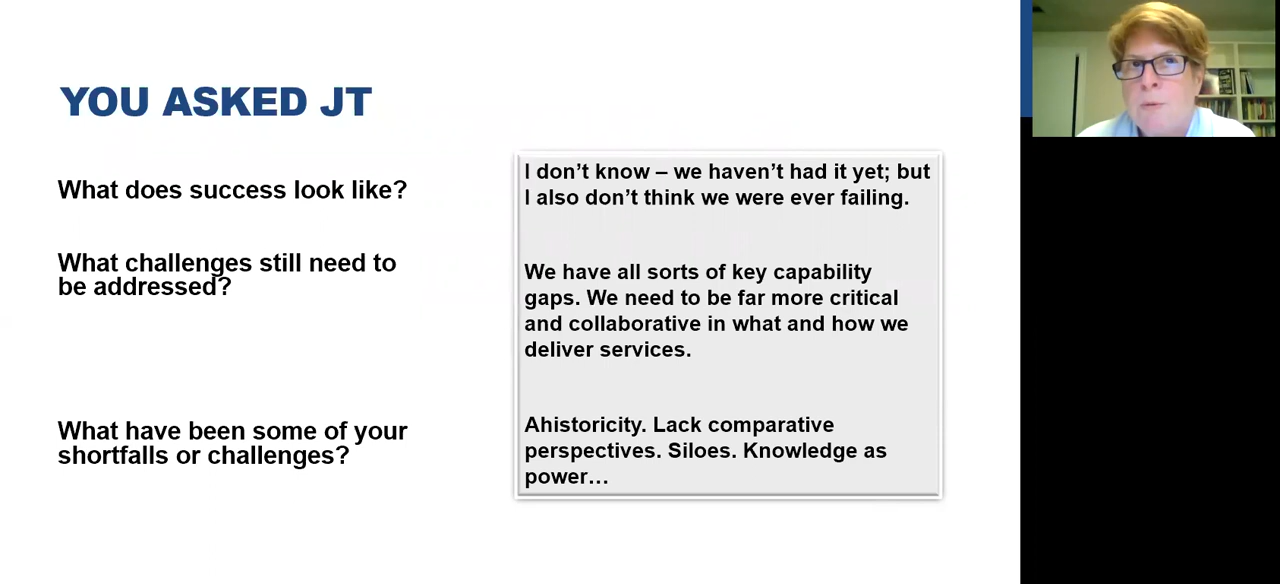 YOU ASKED JT
What does success look like?
I don’t know – we haven’t had it yet; but
I also don’t think we were ever failing.
What challenges still need to
be addressed?
We have all sorts of key capability
gaps. We need to be far more critical
and collaborative in what and how we
deliver services.
What have been some of your
shortfalls or challenges?
Ahistoricity. Lack comparative
perspectives. Siloes. Knowledge as
power…